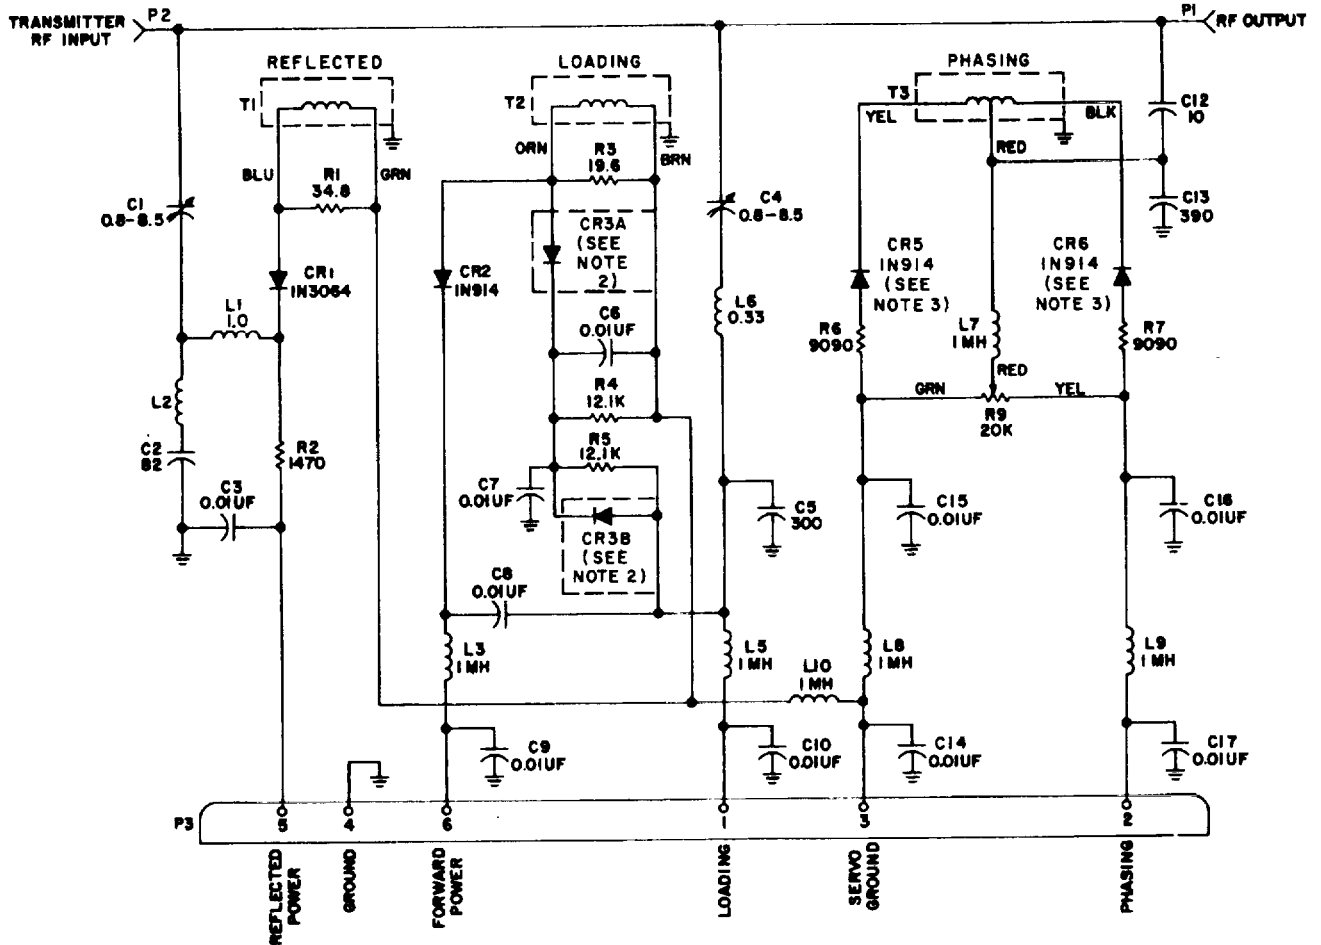 TRANSMITTER
RF INPUT
P2
P1
RF OUTPUT
REFLECTED
T1
BLU
R1
34.8
GRN
C1
0.8-8.5
CR1
1N3064
L1
1.0
L2
C2
82
R2
1470
C3
0.01UF
LOADING
T2
ORN
R3
19.6
BRN
CR3A
(SEE
NOTE
2)
CR2
1N914
C6
0.01UF
R4
12.1K
R5
12.1K
C7
0.01UF
CR3B
(SEE
NOTE 2)
C8
0.01UF
L3
1MH
C9
0.01UF
C4
0.8-8.5
L6
0.33
C5
300
L5
1MH
C10
0.01UF
L10
1MH
PHASING
T3
YEL
BLK
RED
C12
10
C13
390
CR5
1N914
(SEE
NOTE 3)
CR6
1N914
(SEE
NOTE 3)
R6
9090
L7
1MH
R7
9090
RED
GRN
YEL
R9
20K
C15
0.01UF
C16
0.01UF
L8
1MH
L9
1MH
C14
0.01UF
C17
0.01UF
P3
4
6
1
3
2
REFLECTED
POWER
GROUND
FORWARD
POWER
LOADING
SERVO
GROUND
PHASING